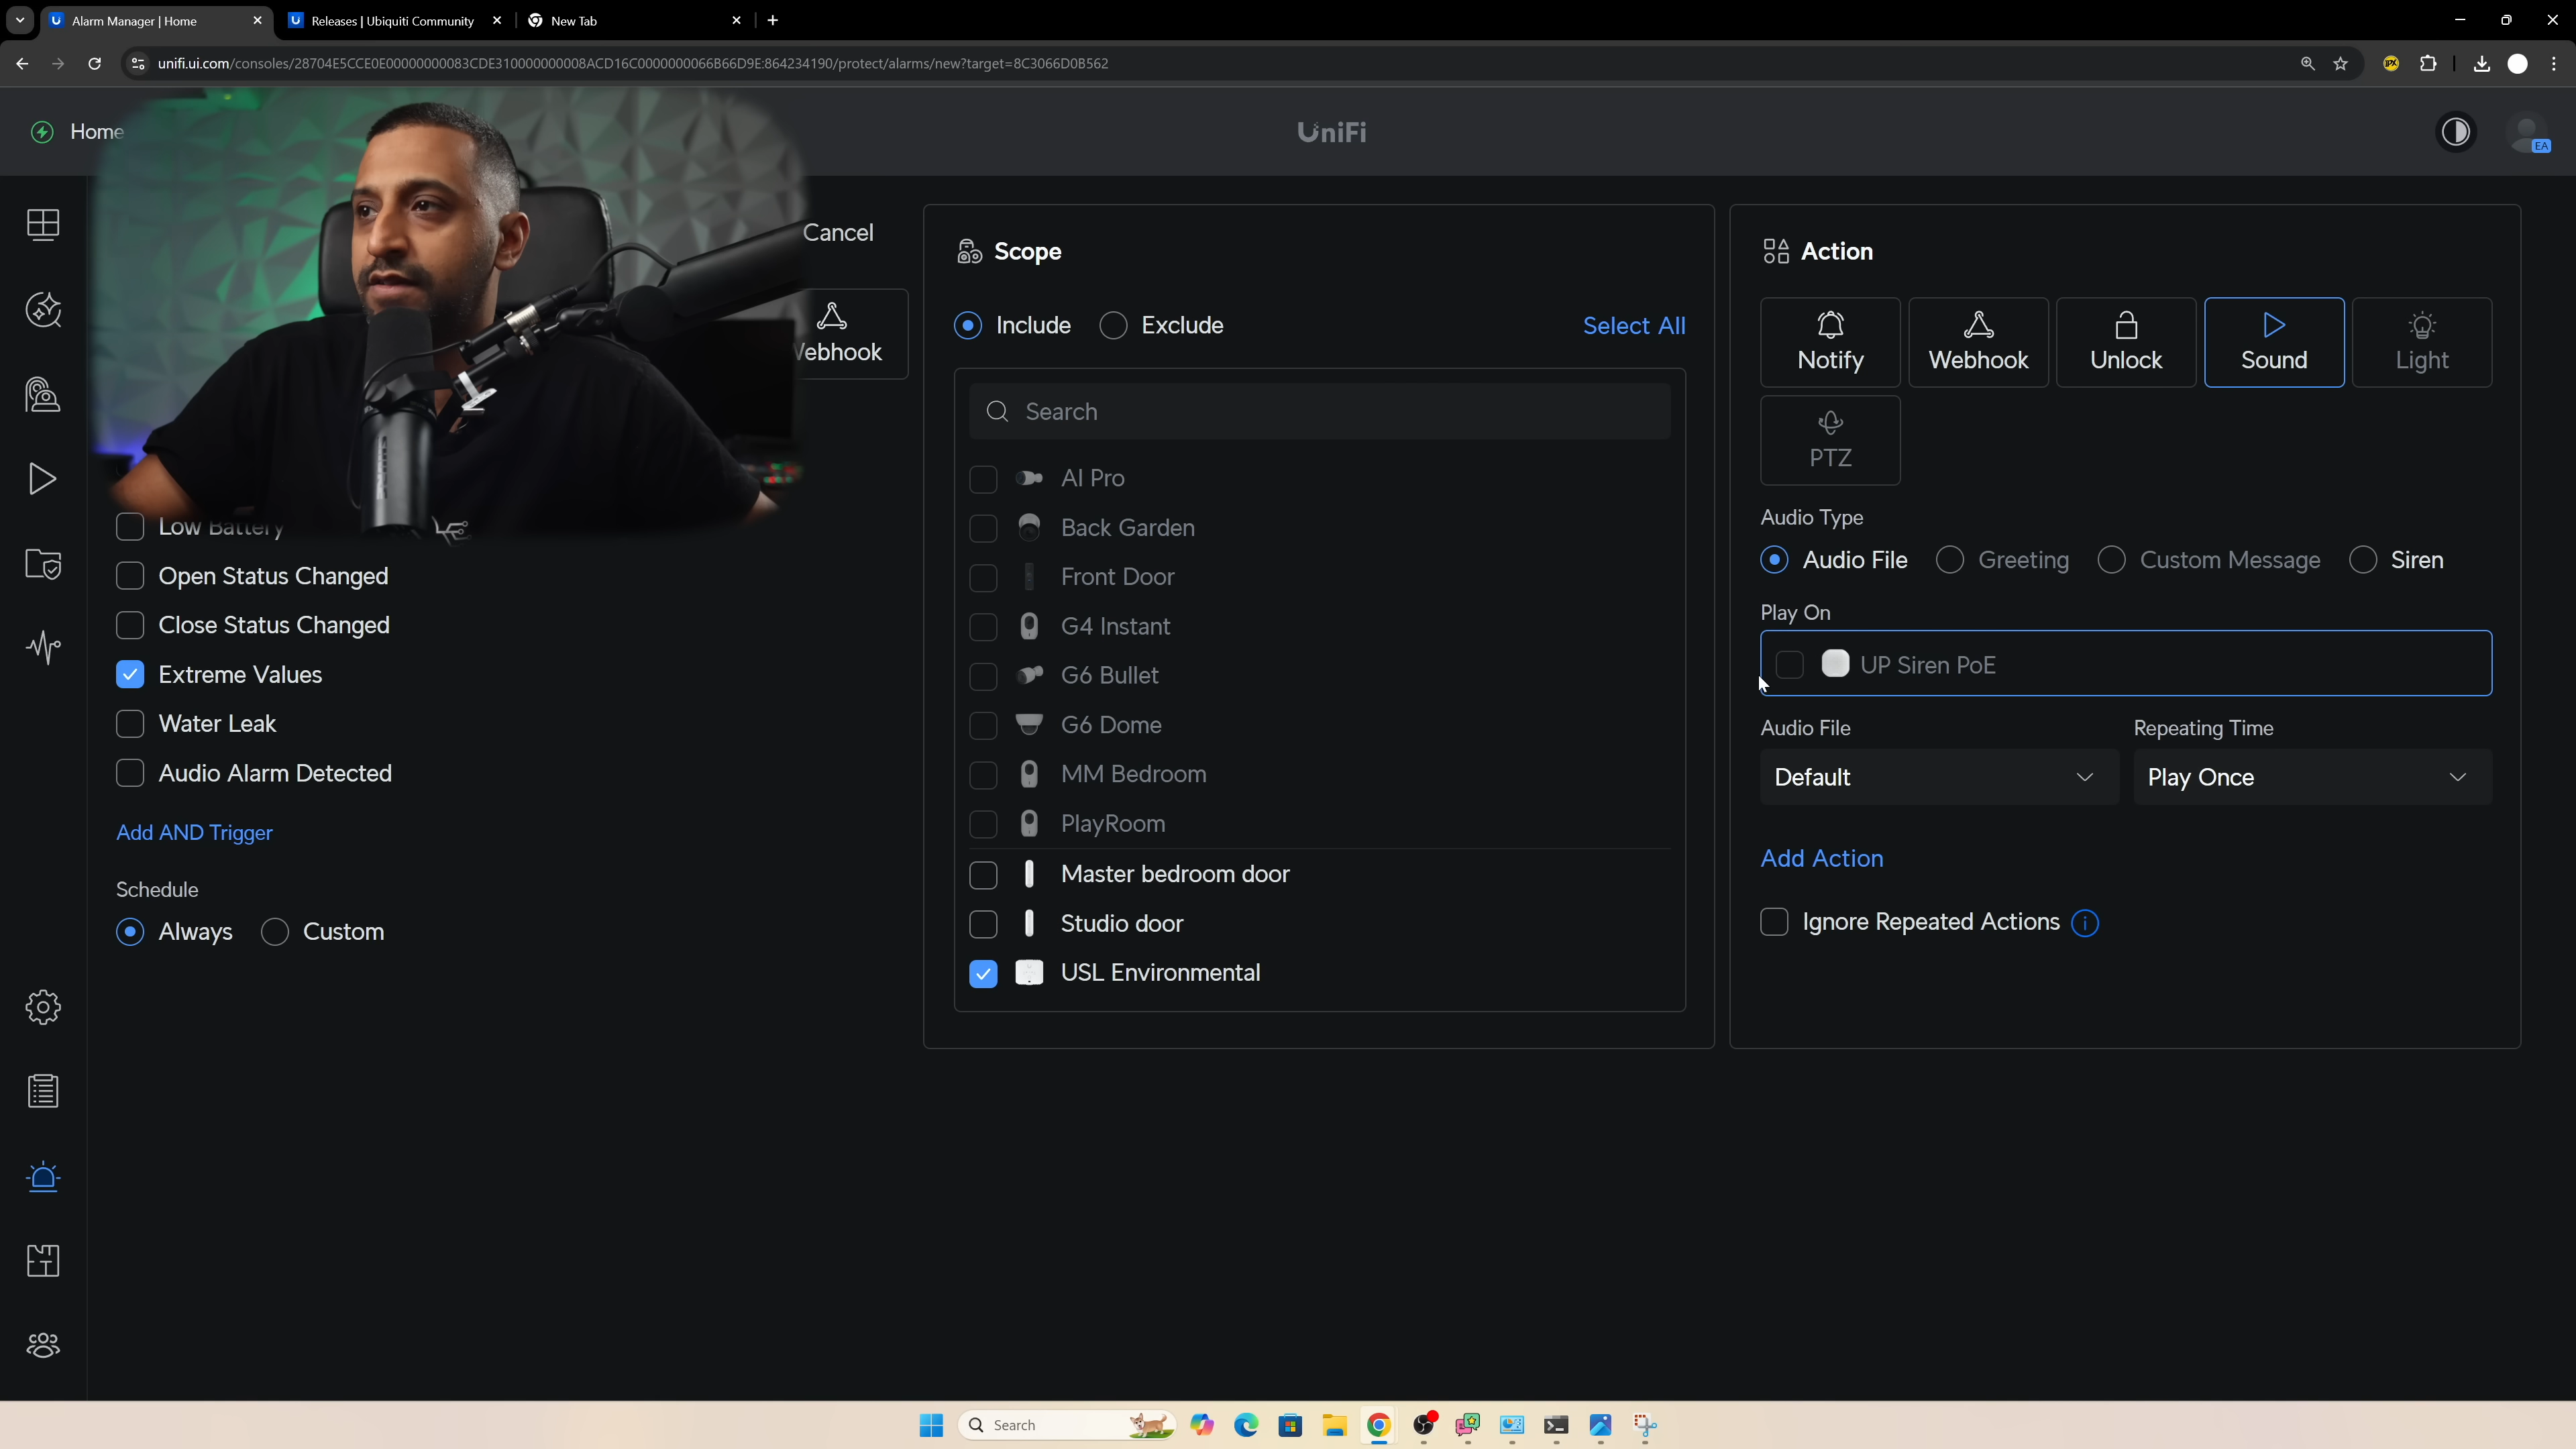 Alarm Manager | Home
Releases | Ubiquiti Community
New Tab
unifi.ui.com/consoles/28704E5CCE0E00000000083CDE310000000008ACD16C0000000066B66D9E:864234190/protect/alarms/new?target=8C3066D0B562
Home
UniFi
EA
Cancel
Webhook
Low Battery
Open Status Changed
Close Status Changed
Extreme Values
Water Leak
Audio Alarm Detected
Add AND Trigger
Schedule
Always
Custom
Scope
Include
Exclude
Select All
Search
AI Pro
Back Garden
Front Door
G4 Instant
G6 Bullet
G6 Dome
MM Bedroom
PlayRoom
Master bedroom door
Studio door
USL Environmental
Action
Notify
Webhook
Unlock
Sound
Light
PTZ
Audio Type
Audio File
Greeting
Custom Message
Siren
Play On
UP Siren PoE
Audio File
Repeating Time
Default
Play Once
Add Action
Ignore Repeated Actions
Search